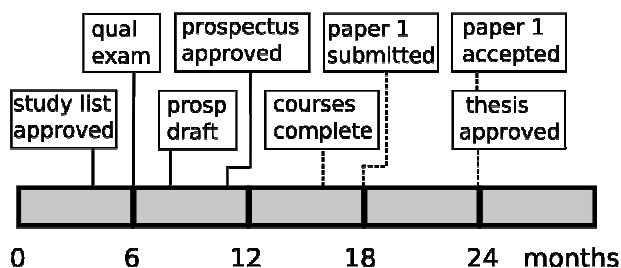 qual
exam
prospectus
approved
paper 1
submitted
paper 1
accepted
study list
approved
prosp
draft
courses
complete
thesis
approved
0 6 12 18 24 months